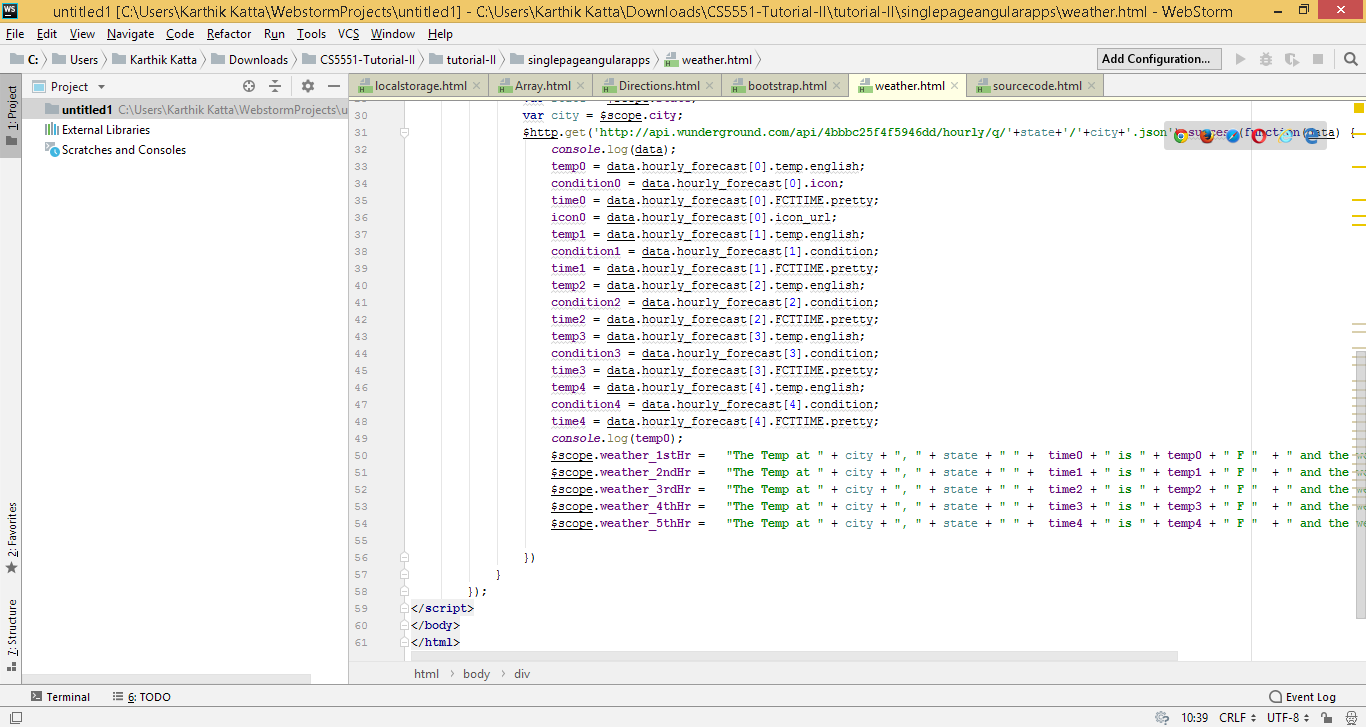 WS untitled1 [C:\Users\Karthik Katta\WebstormProjects\untitled1] - C:\Users\Karthik Katta\Downloads\CS5551-Tutorial-II\tutorial-II\singlepageangularapps\weather.html - WebStorm
File Edit View Navigate Code Refactor Run Tools VCS Window Help
C: Users Karthik Katta Downloads CS5551-Tutorial-II tutorial-II singlepageangularapps weather.html Add Configuration...
1: Project
Project
localstorage.html Array.html Directions.html bootstrap.html weather.html sourcecode.html
untitled1 C:\Users\Karthik Katta\WebstormProjects\u
External Libraries
Scratches and Consoles
30 var city = $scope.city;
31 $http.get('http://api.wunderground.com/api/4bbbc25f4f5946dd/hourly/q/'+state+'/'+city+'.json').success(function(data) {
32 console.log(data);
33 temp0 = data.hourly_forecast[0].temp.english;
34 condition0 = data.hourly_forecast[0].icon;
35 time0 = data.hourly_forecast[0].FCTTIME.pretty;
36 icon0 = data.hourly_forecast[0].icon_url;
37 temp1 = data.hourly_forecast[1].temp.english;
38 condition1 = data.hourly_forecast[1].condition;
39 time1 = data.hourly_forecast[1].FCTTIME.pretty;
40 temp2 = data.hourly_forecast[2].temp.english;
41 condition2 = data.hourly_forecast[2].condition;
42 time2 = data.hourly_forecast[2].FCTTIME.pretty;
43 temp3 = data.hourly_forecast[3].temp.english;
44 condition3 = data.hourly_forecast[3].condition;
45 time3 = data.hourly_forecast[3].FCTTIME.pretty;
46 temp4 = data.hourly_forecast[4].temp.english;
47 condition4 = data.hourly_forecast[4].condition;
48 time4 = data.hourly_forecast[4].FCTTIME.pretty;
49 console.log(temp0);
50 $scope.weather_1stHr = "The Temp at " + city + ", " + state + " " + time0 + " is " + temp0 + " F " + " and the we
51 $scope.weather_2ndHr = "The Temp at " + city + ", " + state + " " + time1 + " is " + temp1 + " F " + " and the we
52 $scope.weather_3rdHr = "The Temp at " + city + ", " + state + " " + time2 + " is " + temp2 + " F " + " and the we
53 $scope.weather_4thHr = "The Temp at " + city + ", " + state + " " + time3 + " is " + temp3 + " F " + " and the we
54 $scope.weather_5thHr = "The Temp at " + city + ", " + state + " " + time4 + " is " + temp4 + " F " + " and the we
55
56 })
57 }
58 });
59 </script>
60 </body>
61 </html>
2: Favorites
7: Structure
html body div
Terminal 6: TODO Event Log
10:39 CRLF UTF-8